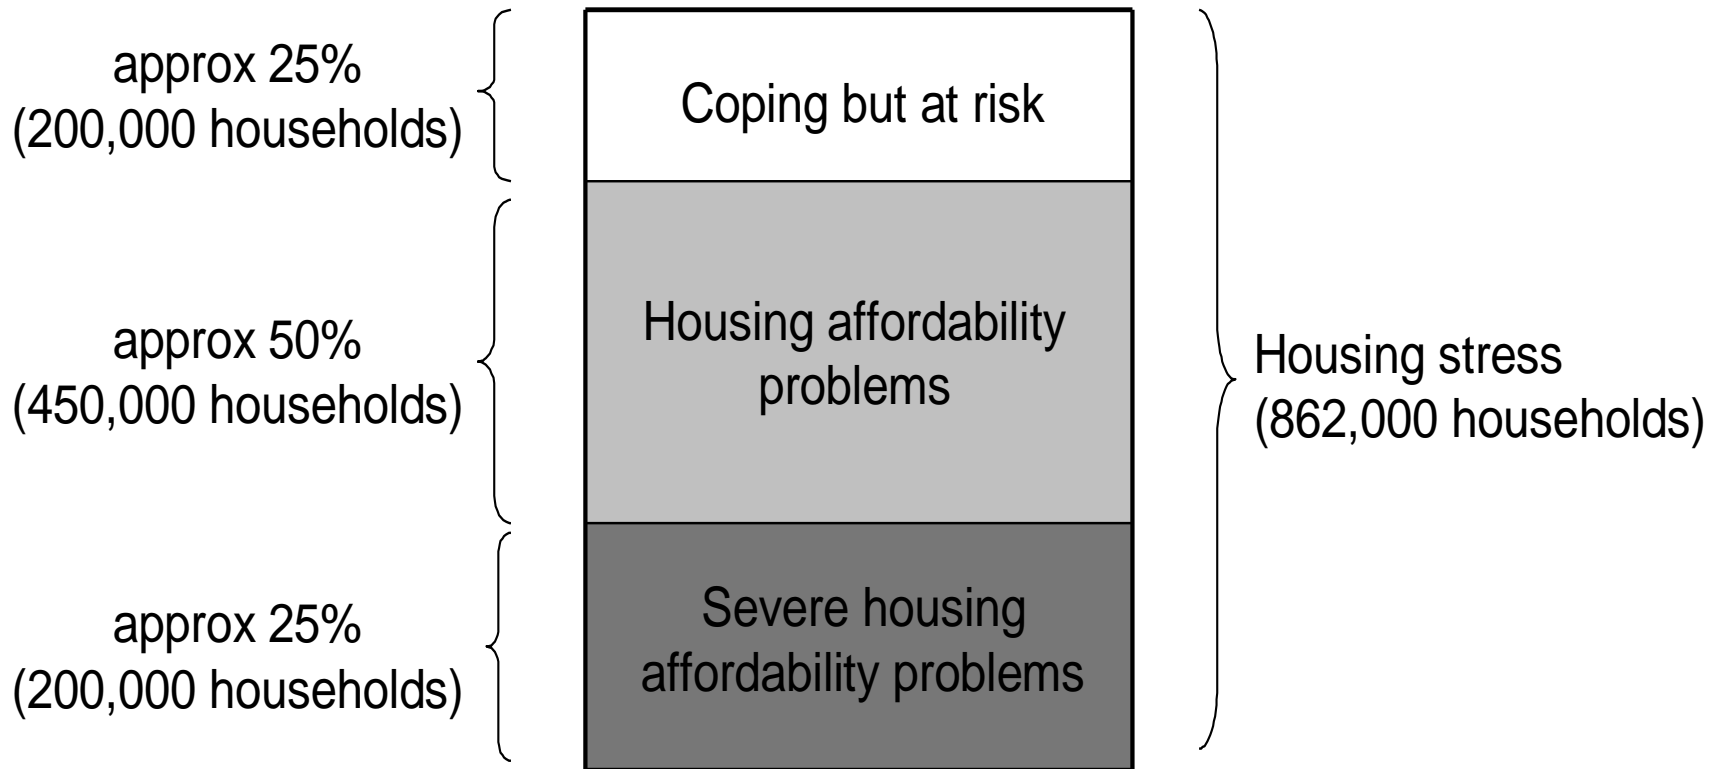 approx 25%
(200,000 households)
Coping but at risk
approx 50%
(450,000 households)
Housing affordability
problems
Housing stress
(862,000 households)
approx 25%
(200,000 households)
Severe housing
affordability problems